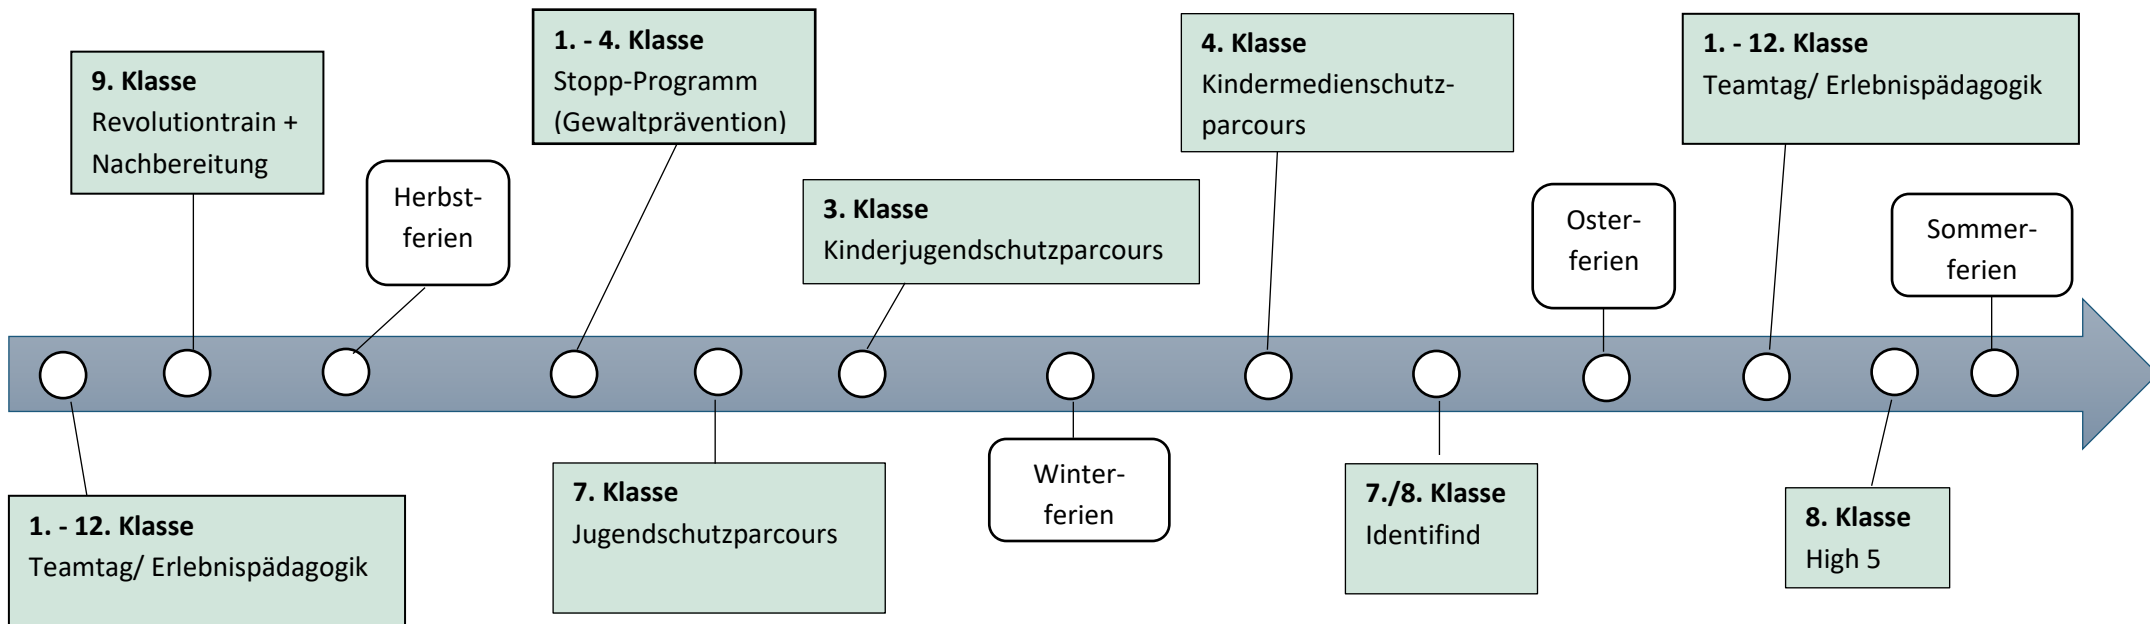 9. Klasse
Revolutiontrain +
Nachbereitung
Herbst-
ferien
1. - 4. Klasse
Stopp-Programm
(Gewaltprävention)
3. Klasse
Kinderjugendschutzparcours
4. Klasse
Kindermedienschutz-
parcours
Oster-
ferien
1. - 12. Klasse
Teamtag/ Erlebnispädagogik
Sommer-
ferien
1. - 12. Klasse
Teamtag/ Erlebnispädagogik
7. Klasse
Jugendschutzparcours
Winter-
ferien
7./8. Klasse
Identifind
8. Klasse
High 5